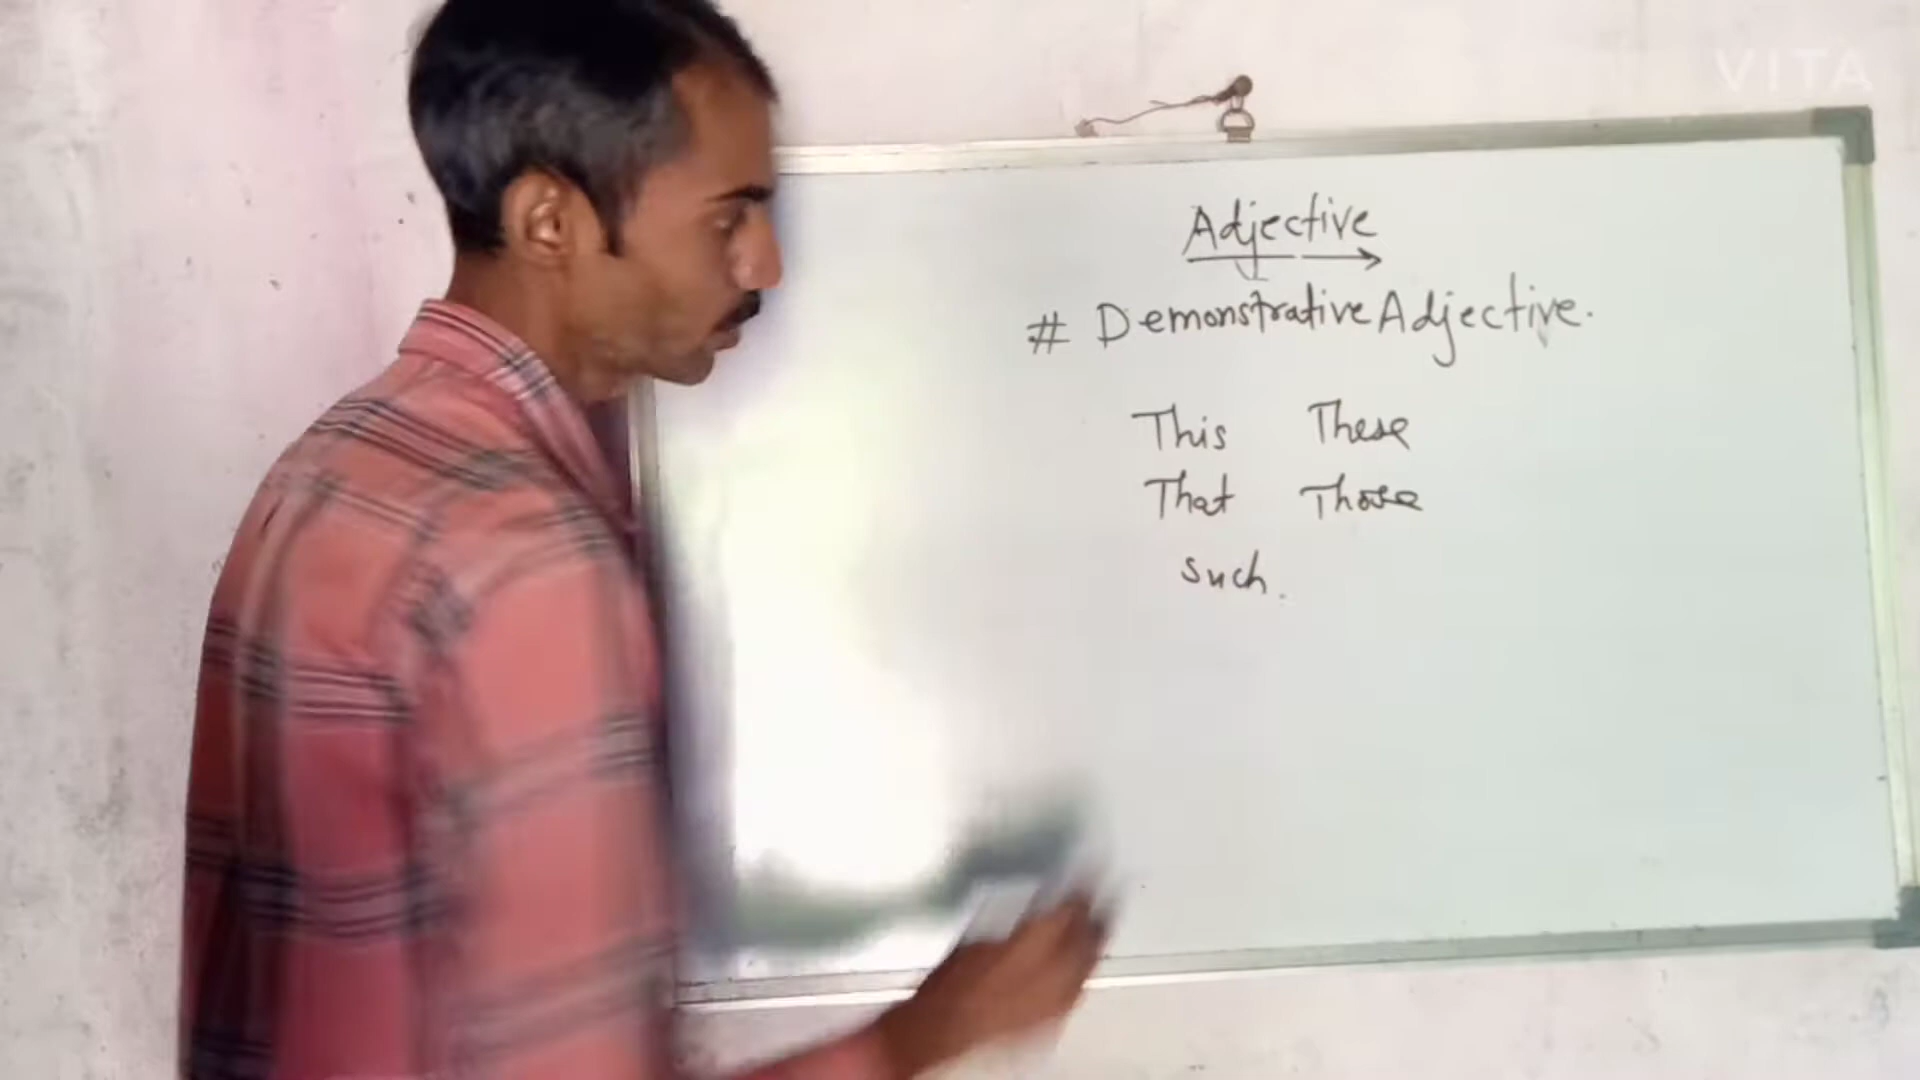 VITA
Adjective
# Demonstrative Adjective.
This These
That Those
such.